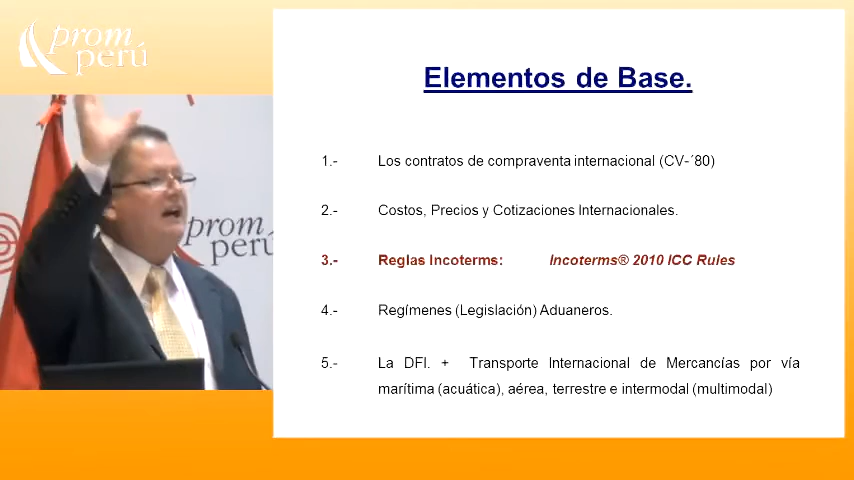 prom
perú
prom
perú
Elementos de Base.
1.- Los contratos de compraventa internacional (CV-´80)
2.- Costos, Precios y Cotizaciones Internacionales.
3.- Reglas Incoterms: Incoterms® 2010 ICC Rules
4.- Regímenes (Legislación) Aduaneros.
5.- La DFI. + Transporte Internacional de Mercancías por vía
marítima (acuática), aérea, terrestre e intermodal (multimodal)